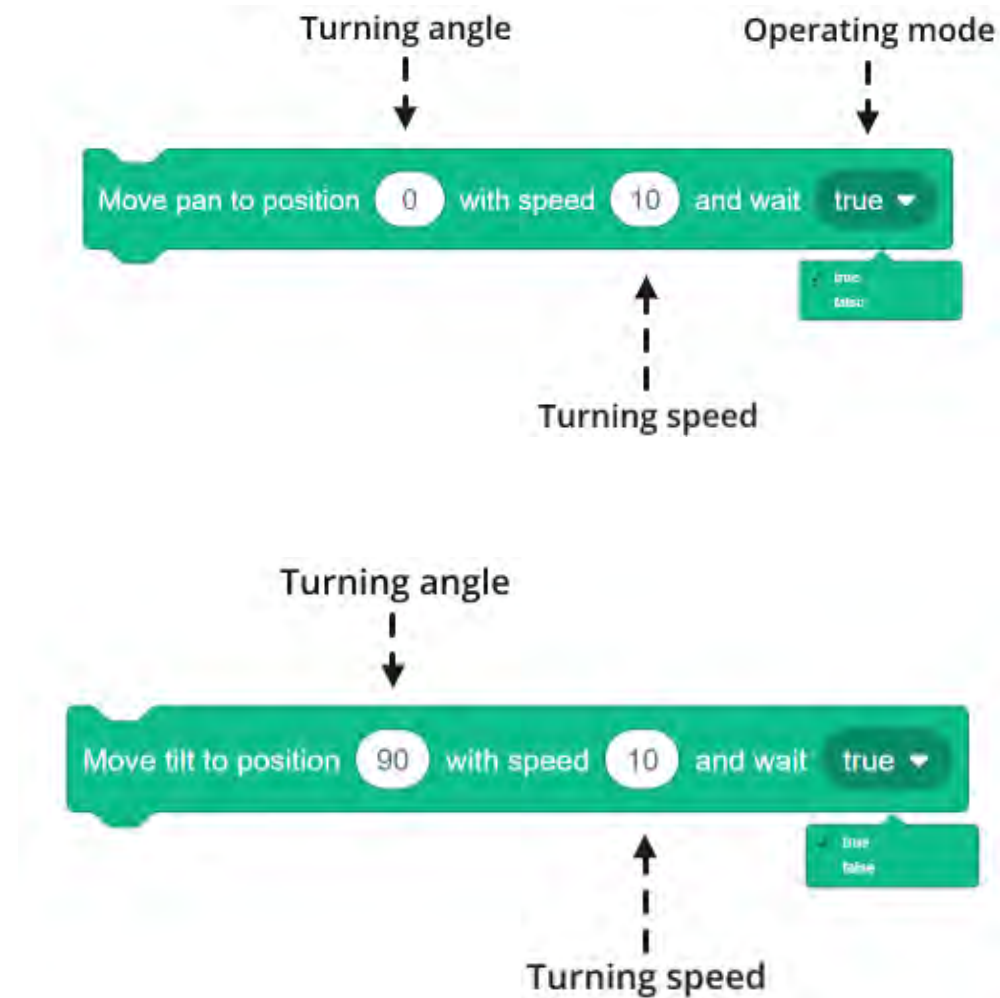 Turning angle
Operating mode
Move pan to position 0 with speed 10 and wait true
true
false
Turning speed
Turning angle
Move tilt to position 90 with speed 10 and wait true
true
false
Turning speed